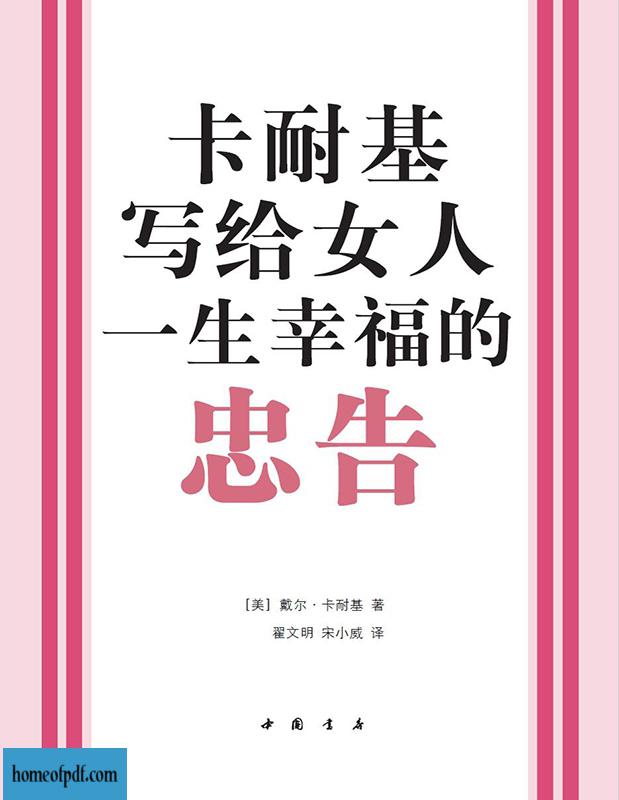 卡耐基
写给女人
一生幸福的
忠告
[美] 戴尔·卡耐基 著
翟文明 宋小威 译
中国书店
homeofpdf.com